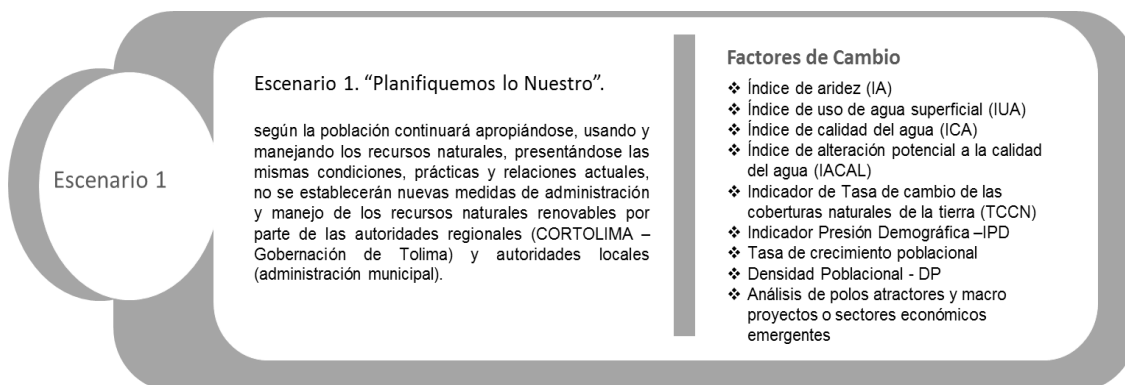 Escenario 1
Escenario 1. “Planifiquemos lo Nuestro”.
según la población continuará apropiándose, usando y
manejando los recursos naturales, presentándose las
mismas condiciones, prácticas y relaciones actuales,
no se establecerán nuevas medidas de administración
y manejo de los recursos naturales renovables por
parte de las autoridades regionales (CORTOLIMA –
Gobernación de Tolima) y autoridades locales
(administración municipal).
Factores de Cambio
❖ Índice de aridez (IA)
❖ Índice de uso de agua superficial (IUA)
❖ Índice de calidad del agua (ICA)
❖ Índice de alteración potencial a la calidad
del agua (IACAL)
❖ Indicador de Tasa de cambio de las
coberturas naturales de la tierra (TCCN)
❖ Indicador Presión Demográfica –IPD
❖ Tasa de crecimiento poblacional
❖ Densidad Poblacional - DP
❖ Análisis de polos atractores y macro
proyectos o sectores económicos
emergentes